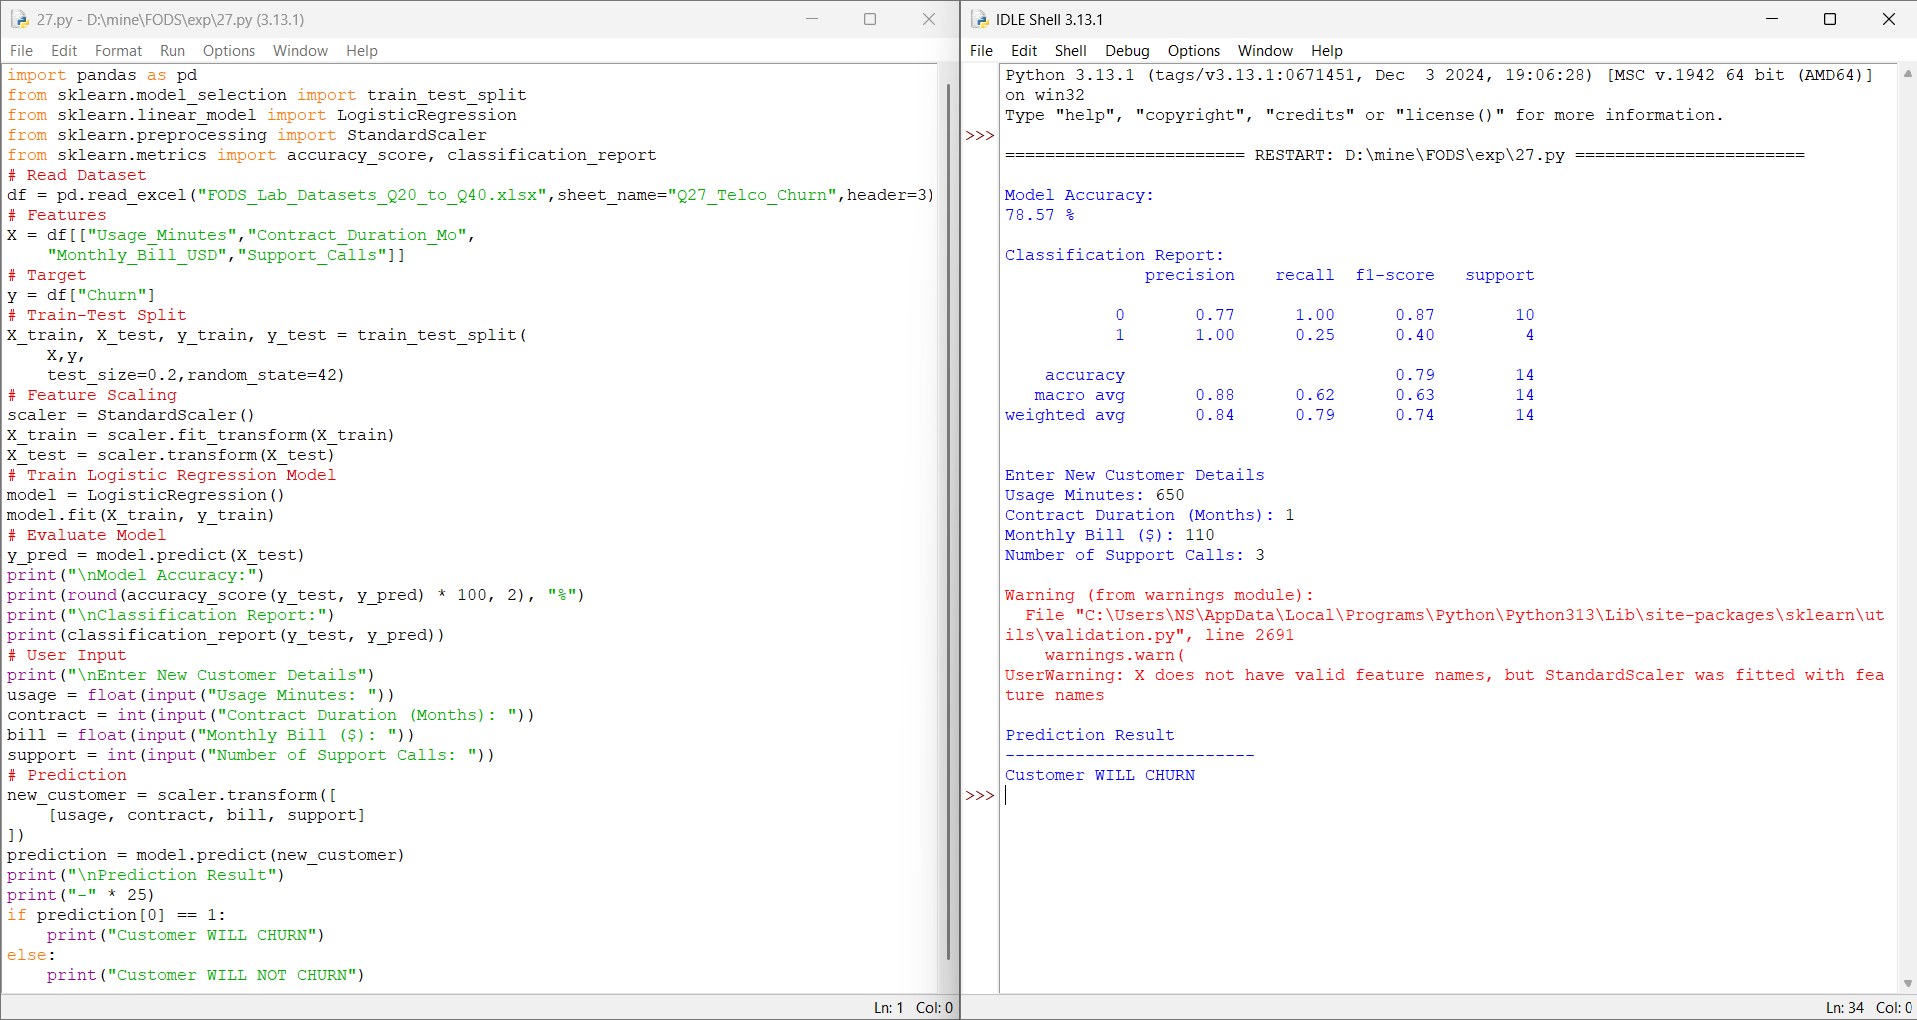 27.py - D:\mine\FODS\exp\27.py (3.13.1)
File Edit Format Run Options Window Help
import pandas as pd
from sklearn.model_selection import train_test_split
from sklearn.linear_model import LogisticRegression
from sklearn.preprocessing import StandardScaler
from sklearn.metrics import accuracy_score, classification_report
# Read Dataset
df = pd.read_excel("FODS_Lab_Datasets_Q20_to_Q40.xlsx",sheet_name="Q27_Telco_Churn",header=3)
# Features
X = df[["Usage_Minutes","Contract_Duration_Mo",
    "Monthly_Bill_USD","Support_Calls"]]
# Target
y = df["Churn"]
# Train-Test Split
X_train, X_test, y_train, y_test = train_test_split(
    X,y,
    test_size=0.2,random_state=42)
# Feature Scaling
scaler = StandardScaler()
X_train = scaler.fit_transform(X_train)
X_test = scaler.transform(X_test)
# Train Logistic Regression Model
model = LogisticRegression()
model.fit(X_train, y_train)
# Evaluate Model
y_pred = model.predict(X_test)
print("\nModel Accuracy:")
print(round(accuracy_score(y_test, y_pred) * 100, 2), "%")
print("\nClassification Report:")
print(classification_report(y_test, y_pred))
# User Input
print("\nEnter New Customer Details")
usage = float(input("Usage Minutes: "))
contract = int(input("Contract Duration (Months): "))
bill = float(input("Monthly Bill ($): "))
support = int(input("Number of Support Calls: "))
# Prediction
new_customer = scaler.transform([
    [usage, contract, bill, support]
])
prediction = model.predict(new_customer)
print("\nPrediction Result")
print("-" * 25)
if prediction[0] == 1:
    print("Customer WILL CHURN")
else:
    print("Customer WILL NOT CHURN")
Ln: 1 Col: 0
IDLE Shell 3.13.1
File Edit Shell Debug Options Window Help
Python 3.13.1 (tags/v3.13.1:0671451, Dec  3 2024, 19:06:28) [MSC v.1942 64 bit (AMD64)]
on win32
Type "help", "copyright", "credits" or "license()" for more information.
>>>
======================== RESTART: D:\mine\FODS\exp\27.py =======================
Model Accuracy:
78.57 %
Classification Report:
              precision    recall  f1-score   support
           0       0.77      1.00      0.87        10
           1       1.00      0.25      0.40         4
    accuracy                           0.79        14
   macro avg       0.88      0.62      0.63        14
weighted avg       0.84      0.79      0.74        14
Enter New Customer Details
Usage Minutes: 650
Contract Duration (Months): 1
Monthly Bill ($): 110
Number of Support Calls: 3
Warning (from warnings module):
  File "C:\Users\NS\AppData\Local\Programs\Python\Python313\Lib\site-packages\sklearn\ut
ils\validation.py", line 2691
    warnings.warn(
UserWarning: X does not have valid feature names, but StandardScaler was fitted with fea
ture names
Prediction Result
-------------------------
Customer WILL CHURN
>>>
Ln: 34 Col: 0